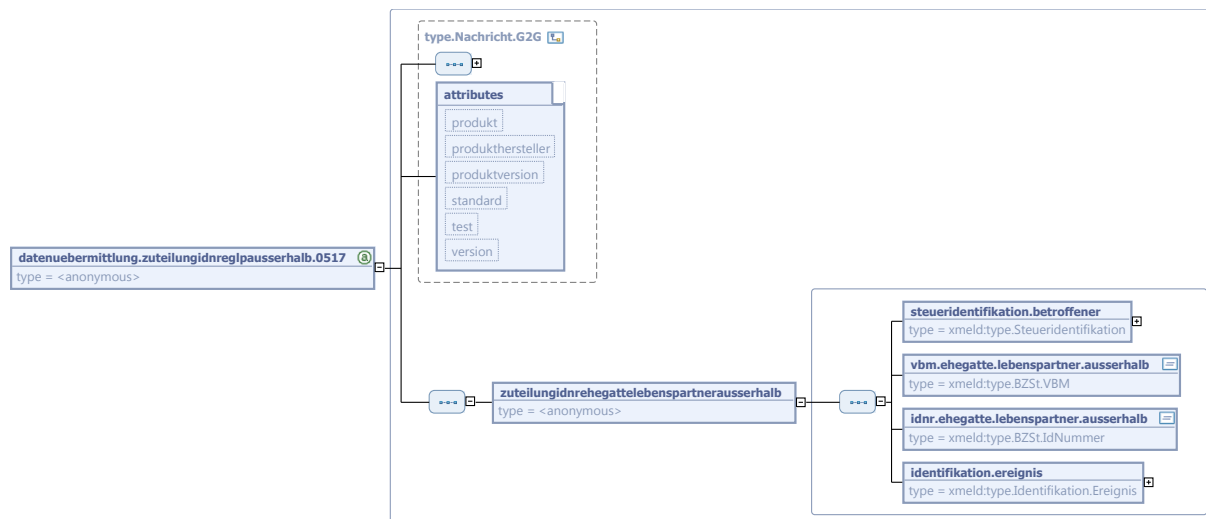 type.Nachricht.G2G
attributes
produkt
produkthersteller
produktversion
standard
test
version
datenuebermittlung.zuteilungidnreglpausserhalb.0517 a
type = <anonymous>
zuteilungidnrehegattelebenspartnerausserhalb
type = <anonymous>
steueridentifikation.betroffener
type = xmeld:type.Steueridentifikation
vbm.ehegatte.lebenspartner.ausserhalb
type = xmeld:type.BZSt.VBM
idnr.ehegatte.lebenspartner.ausserhalb
type = xmeld:type.BZSt.IdNummer
identifikation.ereignis
type = xmeld:type.Identifikation.Ereignis